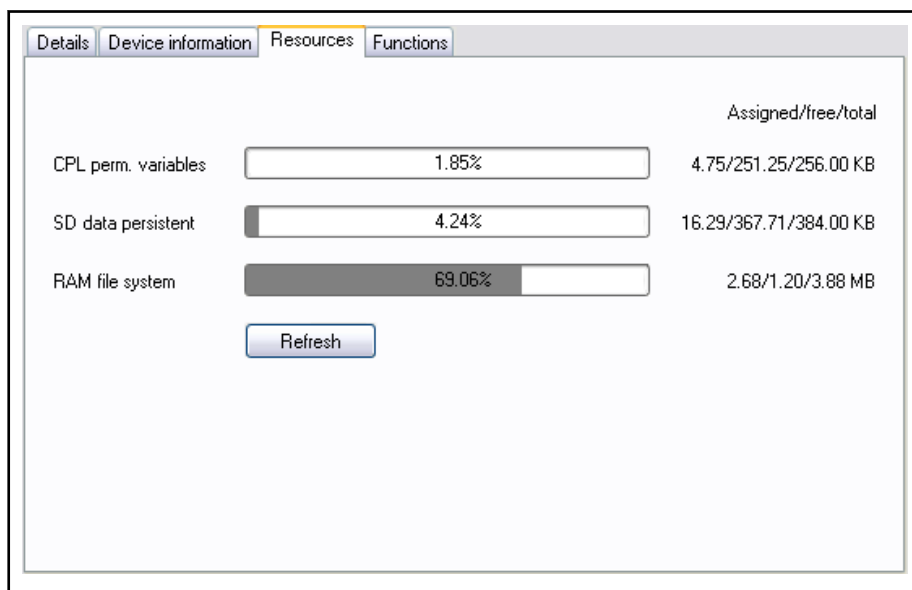 Details Device information Resources Functions
Assigned/free/total
CPL perm. variables 1.85% 4.75/251.25/256.00 KB
SD data persistent 4.24% 16.29/367.71/384.00 KB
RAM file system 69.06% 2.68/1.20/3.88 MB
Refresh